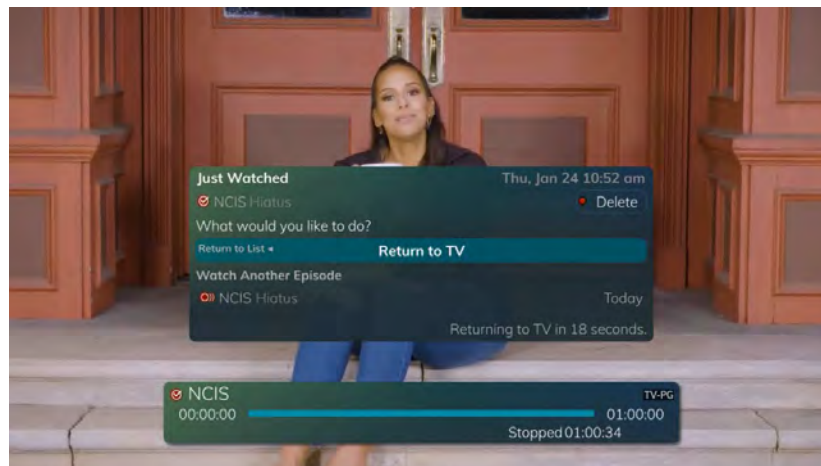 Just Watched Thu, Jan 24 10:52 am
NCIS Hiatus Delete
What would you like to do?
Return to List Return to TV
Watch Another Episode
NCIS Hiatus Today
Returning to TV in 18 seconds.
NCIS TV-PG
00:00:00 01:00:00
Stopped 01:00:34